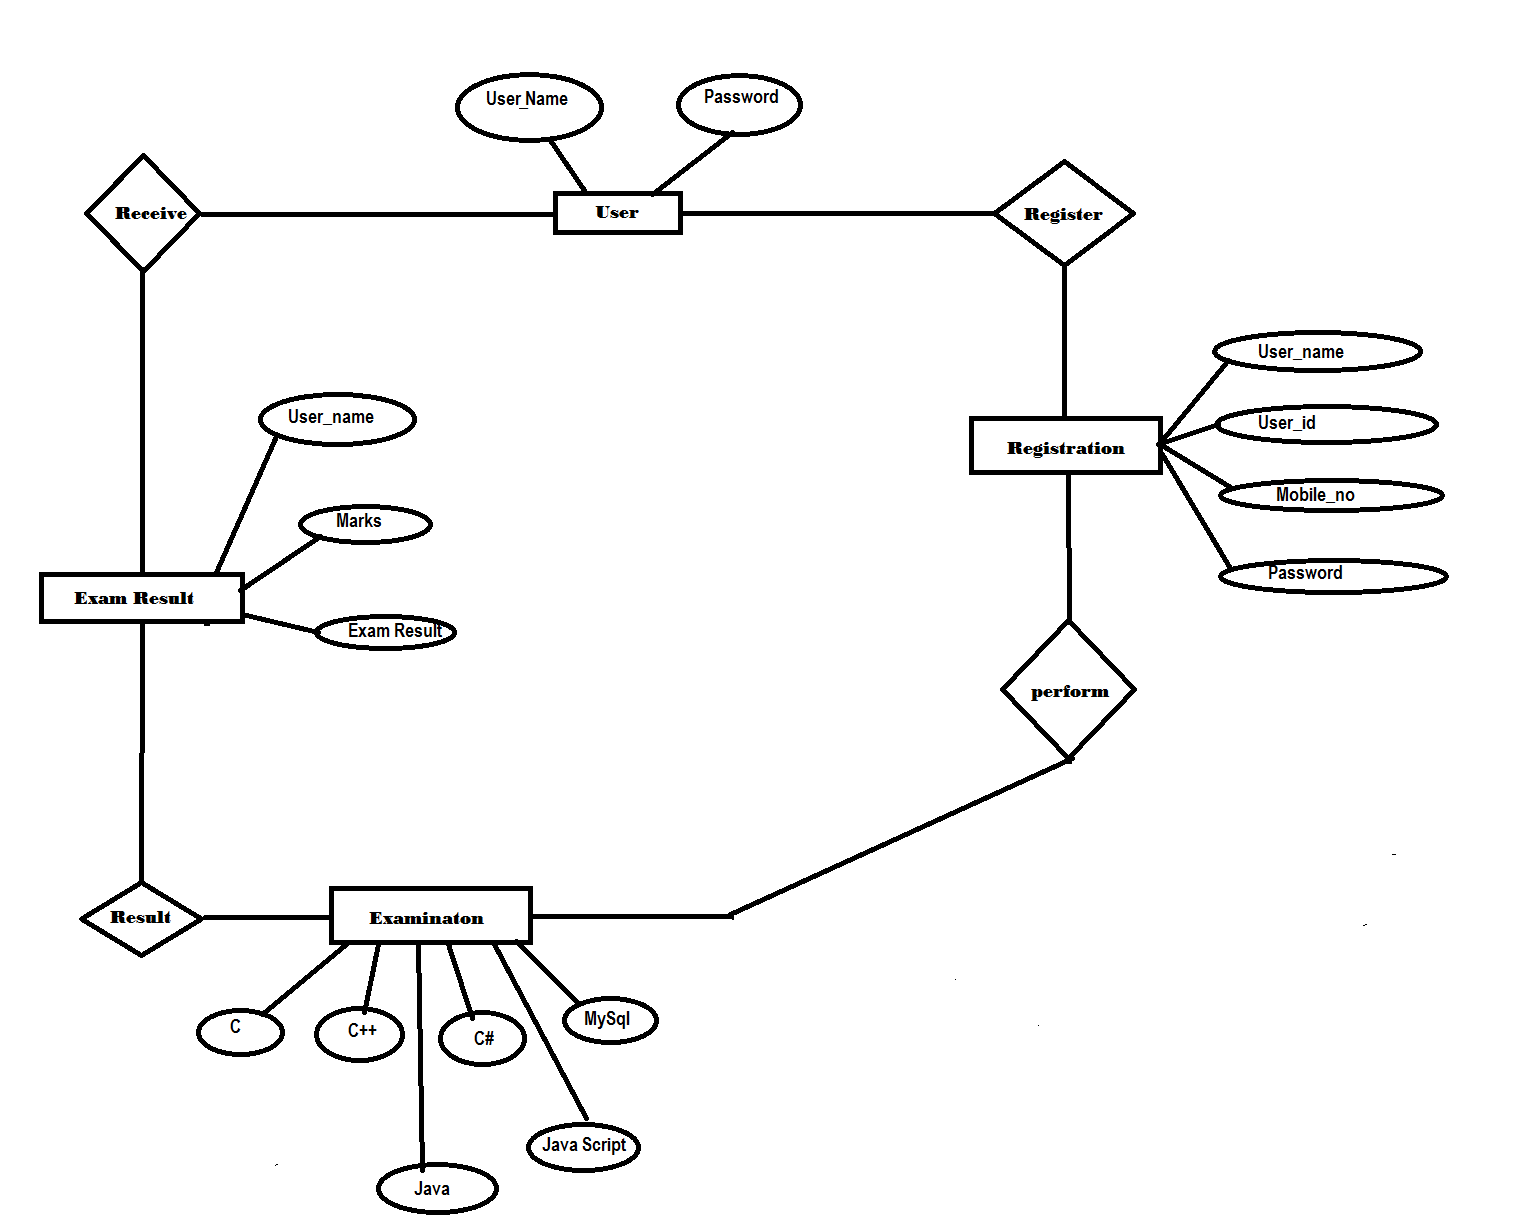 User_Name
Password
Receive
User
Register
User_name
User_id
Mobile_no
Password
Registration
User_name
Marks
Exam Result
Exam Result
perform
Result
Examinaton
C
C++
C#
MySql
Java Script
Java